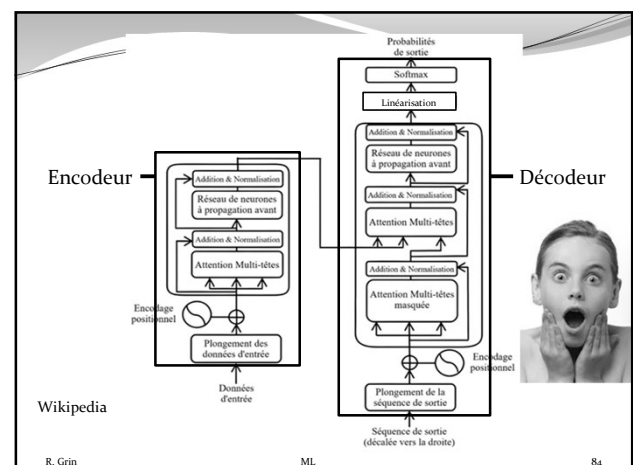 Probabilités
de sortie
Softmax
Linéarisation
Addition & Normalisation
Réseau de neurones
à propagation avant
Addition & Normalisation
Attention Multi-têtes
Addition & Normalisation
Attention Multi-têtes
masquée
Encodage
positionnel
Plongement de la
séquence de sortie
Séquence de sortie
(décalée vers la droite)
Décodeur
Encodeur
Addition & Normalisation
Réseau de neurones
à propagation avant
Addition & Normalisation
Attention Multi-têtes
Encodage
positionnel
Plongement des
données d'entrée
Données
d'entrée
Wikipedia
R. Grin
ML
84